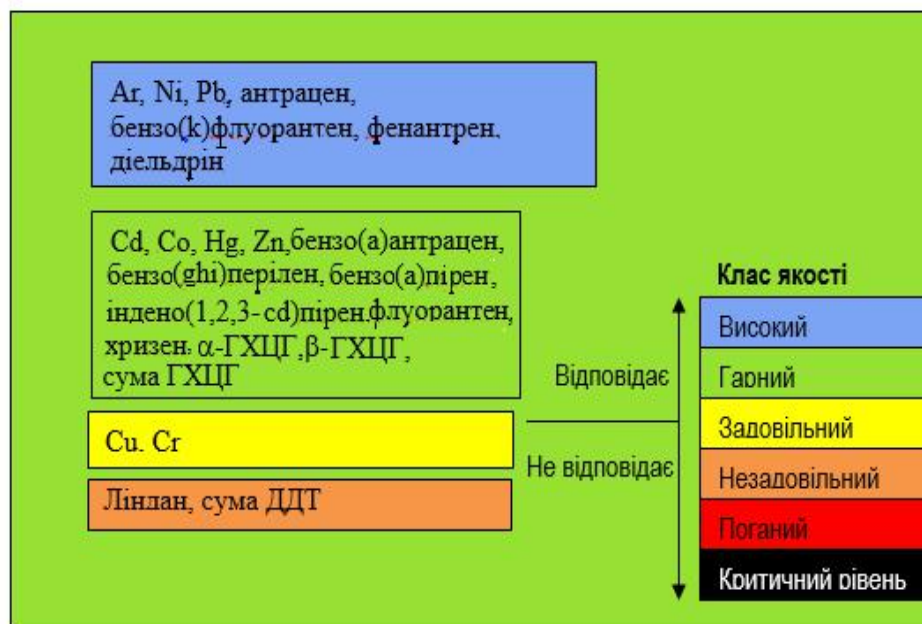 Ar, Ni, Pb, антрацен,
бензо(k)флуорантен, фенантрен,
діельдрін
Cd, Co, Hg, Zn,бензо(а)антрацен,
бензо(ghi)перілен, бензо(а)пірен,
індено(1,2,3- cd)пірен,флуорантен,
хризен, α-ГХЦГ,β-ГХЦГ,
сума ГХЦГ
Cu. Cr
Ліндан, сума ДДТ
Клас якості
Високий
Гарний
Задовільний
Незадовільний
Поганий
Критичний рівень
Відповідає
Не відповідає